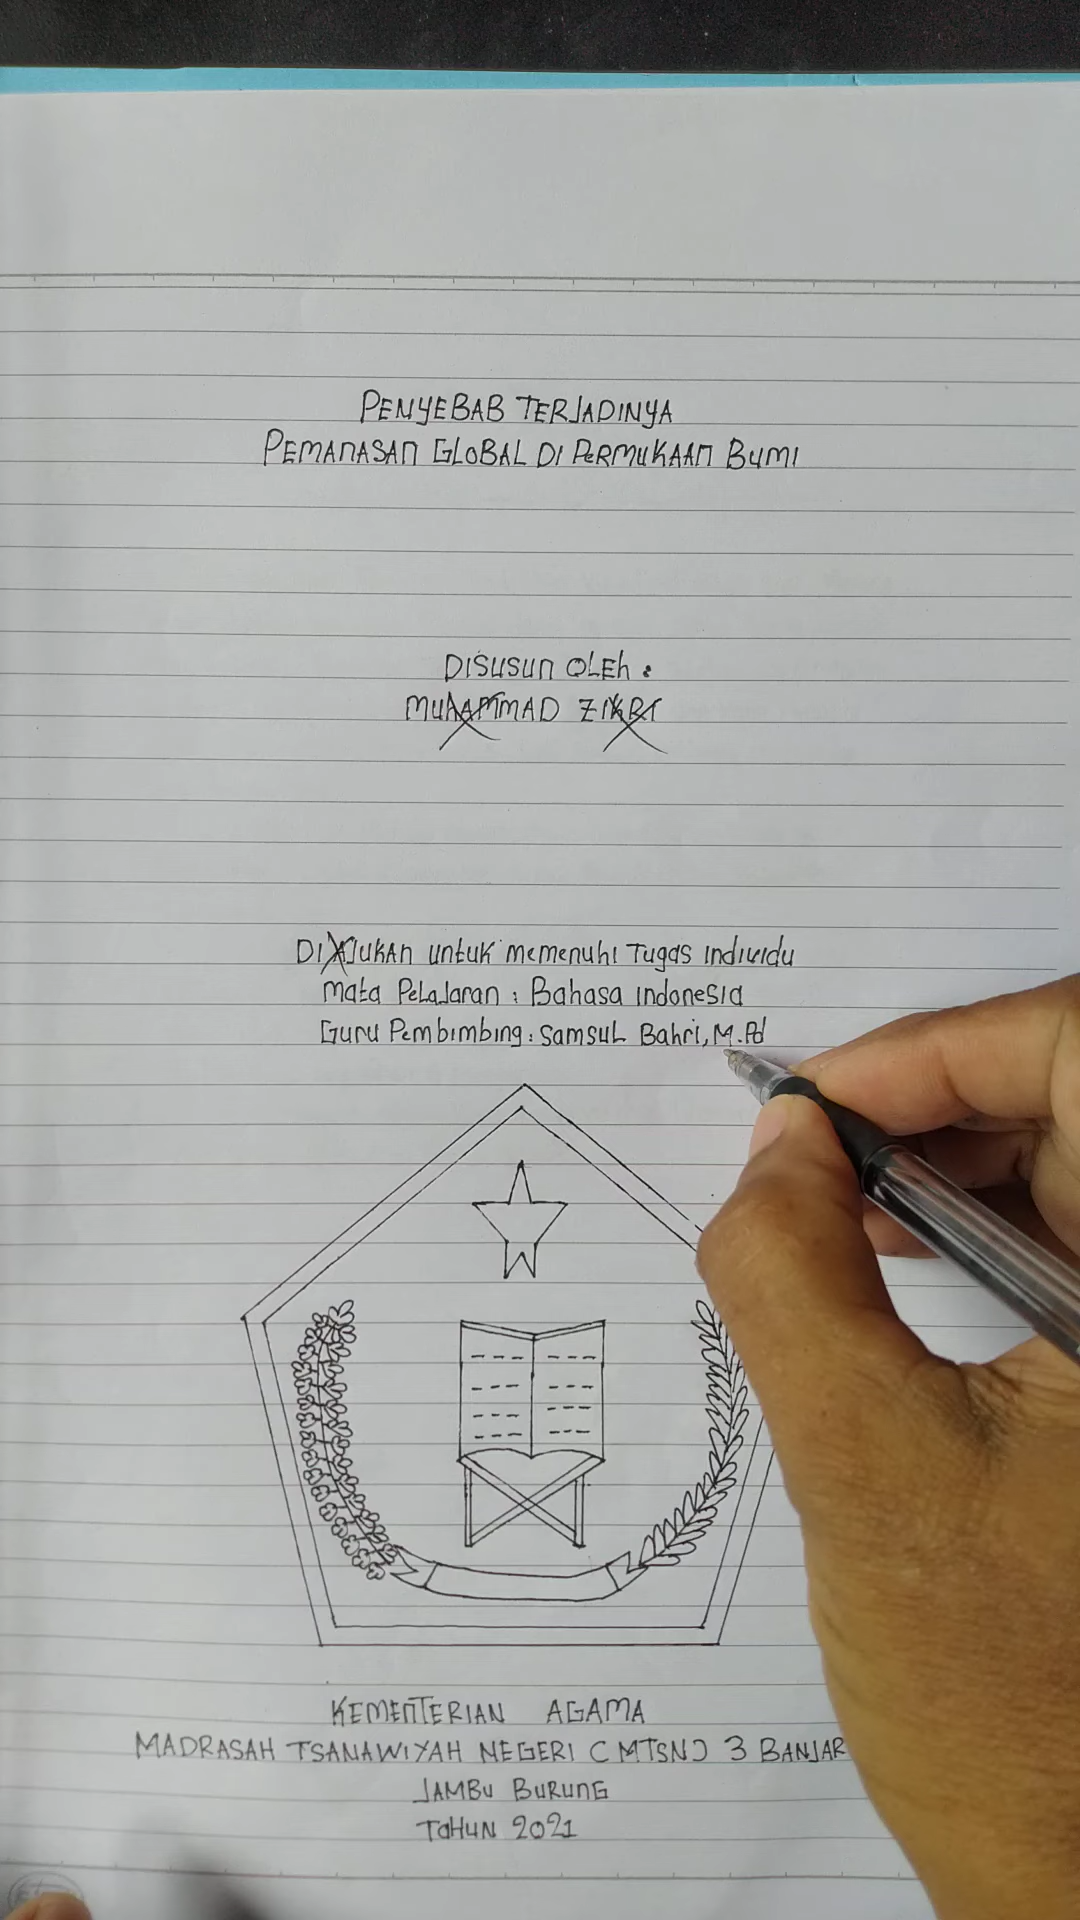 PENYEBAB TERJADINYA
PEMANASAN GLOBAL DI PERMUKAAN BUMI
DISUSUN OLEH :
MUHAMMAD ZIKRI
DIAJUKAN untuk memenuhi Tugas individu
mata PeLaJaran : Bahasa indonesia
Guru Pembimbing : SamsuL Bahri, M.Pd
KEMENTERIAN AGAMA
MADRASAH TSANAWIYAH NEGERI (MTSN) 3 BANJAR
JAMBU BURUNG
TAHUN 2021